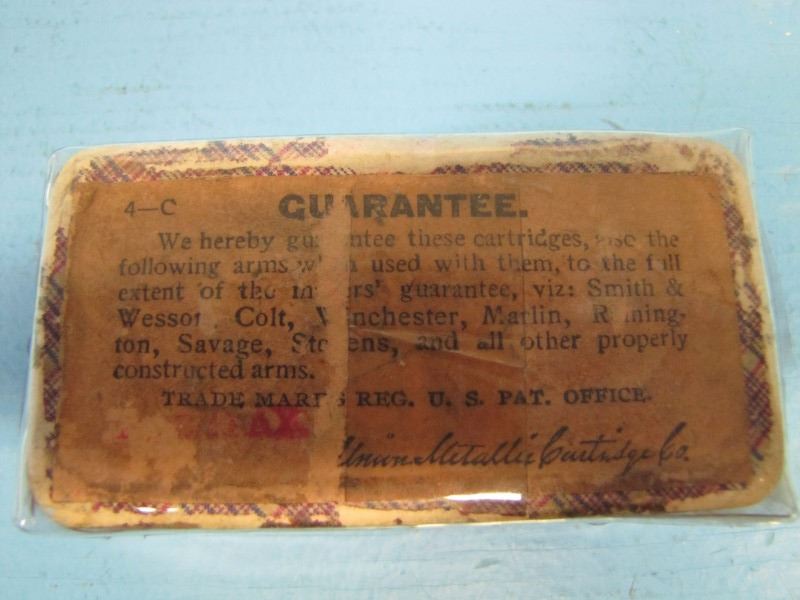 4—C
GUARANTEE.
We hereby guarantee these cartridges, also the
following arms when used with them, to the full
extent of the makers' guarantee, viz: Smith &
Wesson, Colt, Winchester, Marlin, Reming-
ton, Savage, Stevens, and all other properly
constructed arms.
TRADE MARKS REG. U. S. PAT. OFFICE.
Union Metallic Cartridge Co.